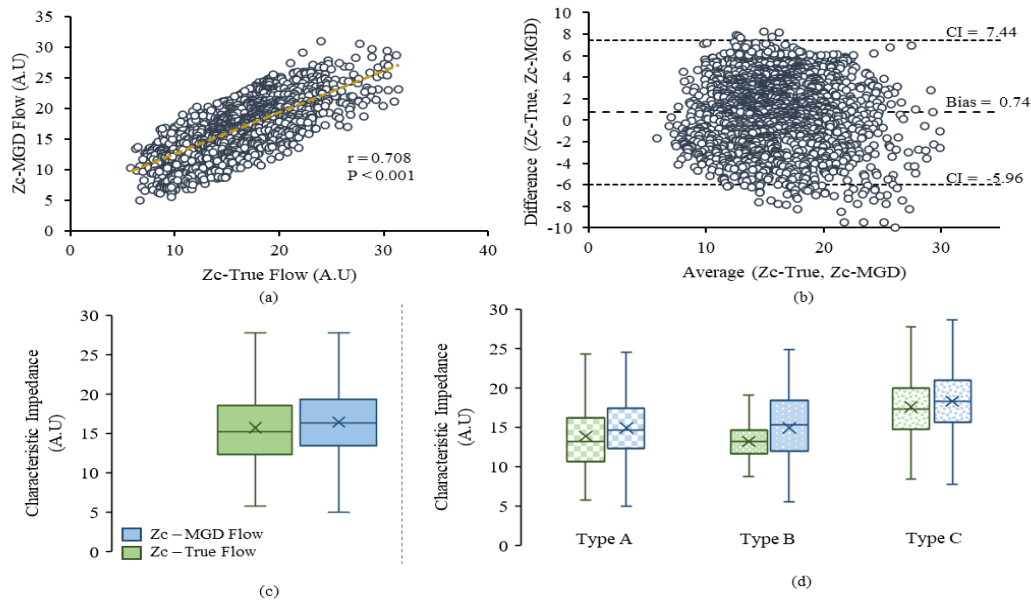 35
30
25
20
15
10
5
0
Zc-MGD Flow (A.U)
r = 0.708
P < 0.001
0 10 20 30 40
Zc-True Flow (A.U)
(a)
10
8
6
4
2
0
-2
-4
-6
-8
-10
Difference (Zc-True, Zc-MGD)
CI = 7.44
Bias = 0.74
CI = -5.96
0 10 20 30
Average (Zc-True, Zc-MGD)
(b)
30
25
20
15
10
5
0
Characteristic Impedance
(A.U)
Zc – MGD Flow
Zc – True Flow
(c)
30
25
20
15
10
5
0
Characteristic Impedance
(A.U)
Type A Type B Type C
(d)